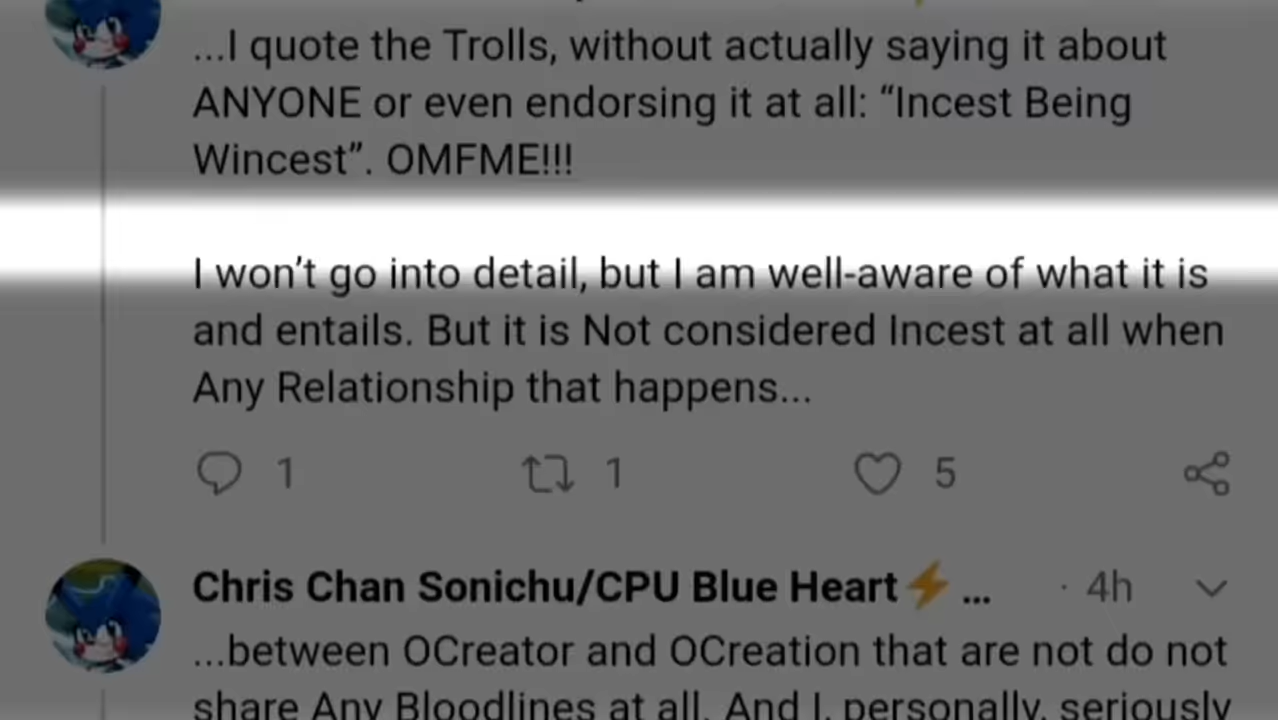 ...I quote the Trolls, without actually saying it about
ANYONE or even endorsing it at all: “Incest Being
Wincest”. OMFME!!!
I won’t go into detail, but I am well-aware of what it is
and entails. But it is Not considered Incest at all when
Any Relationship that happens...
1 1 5
Chris Chan Sonichu/CPU Blue Heart⚡... · 4h
...between OCreator and OCreation that are not do not
share Any Bloodlines at all. And I, personally, seriously